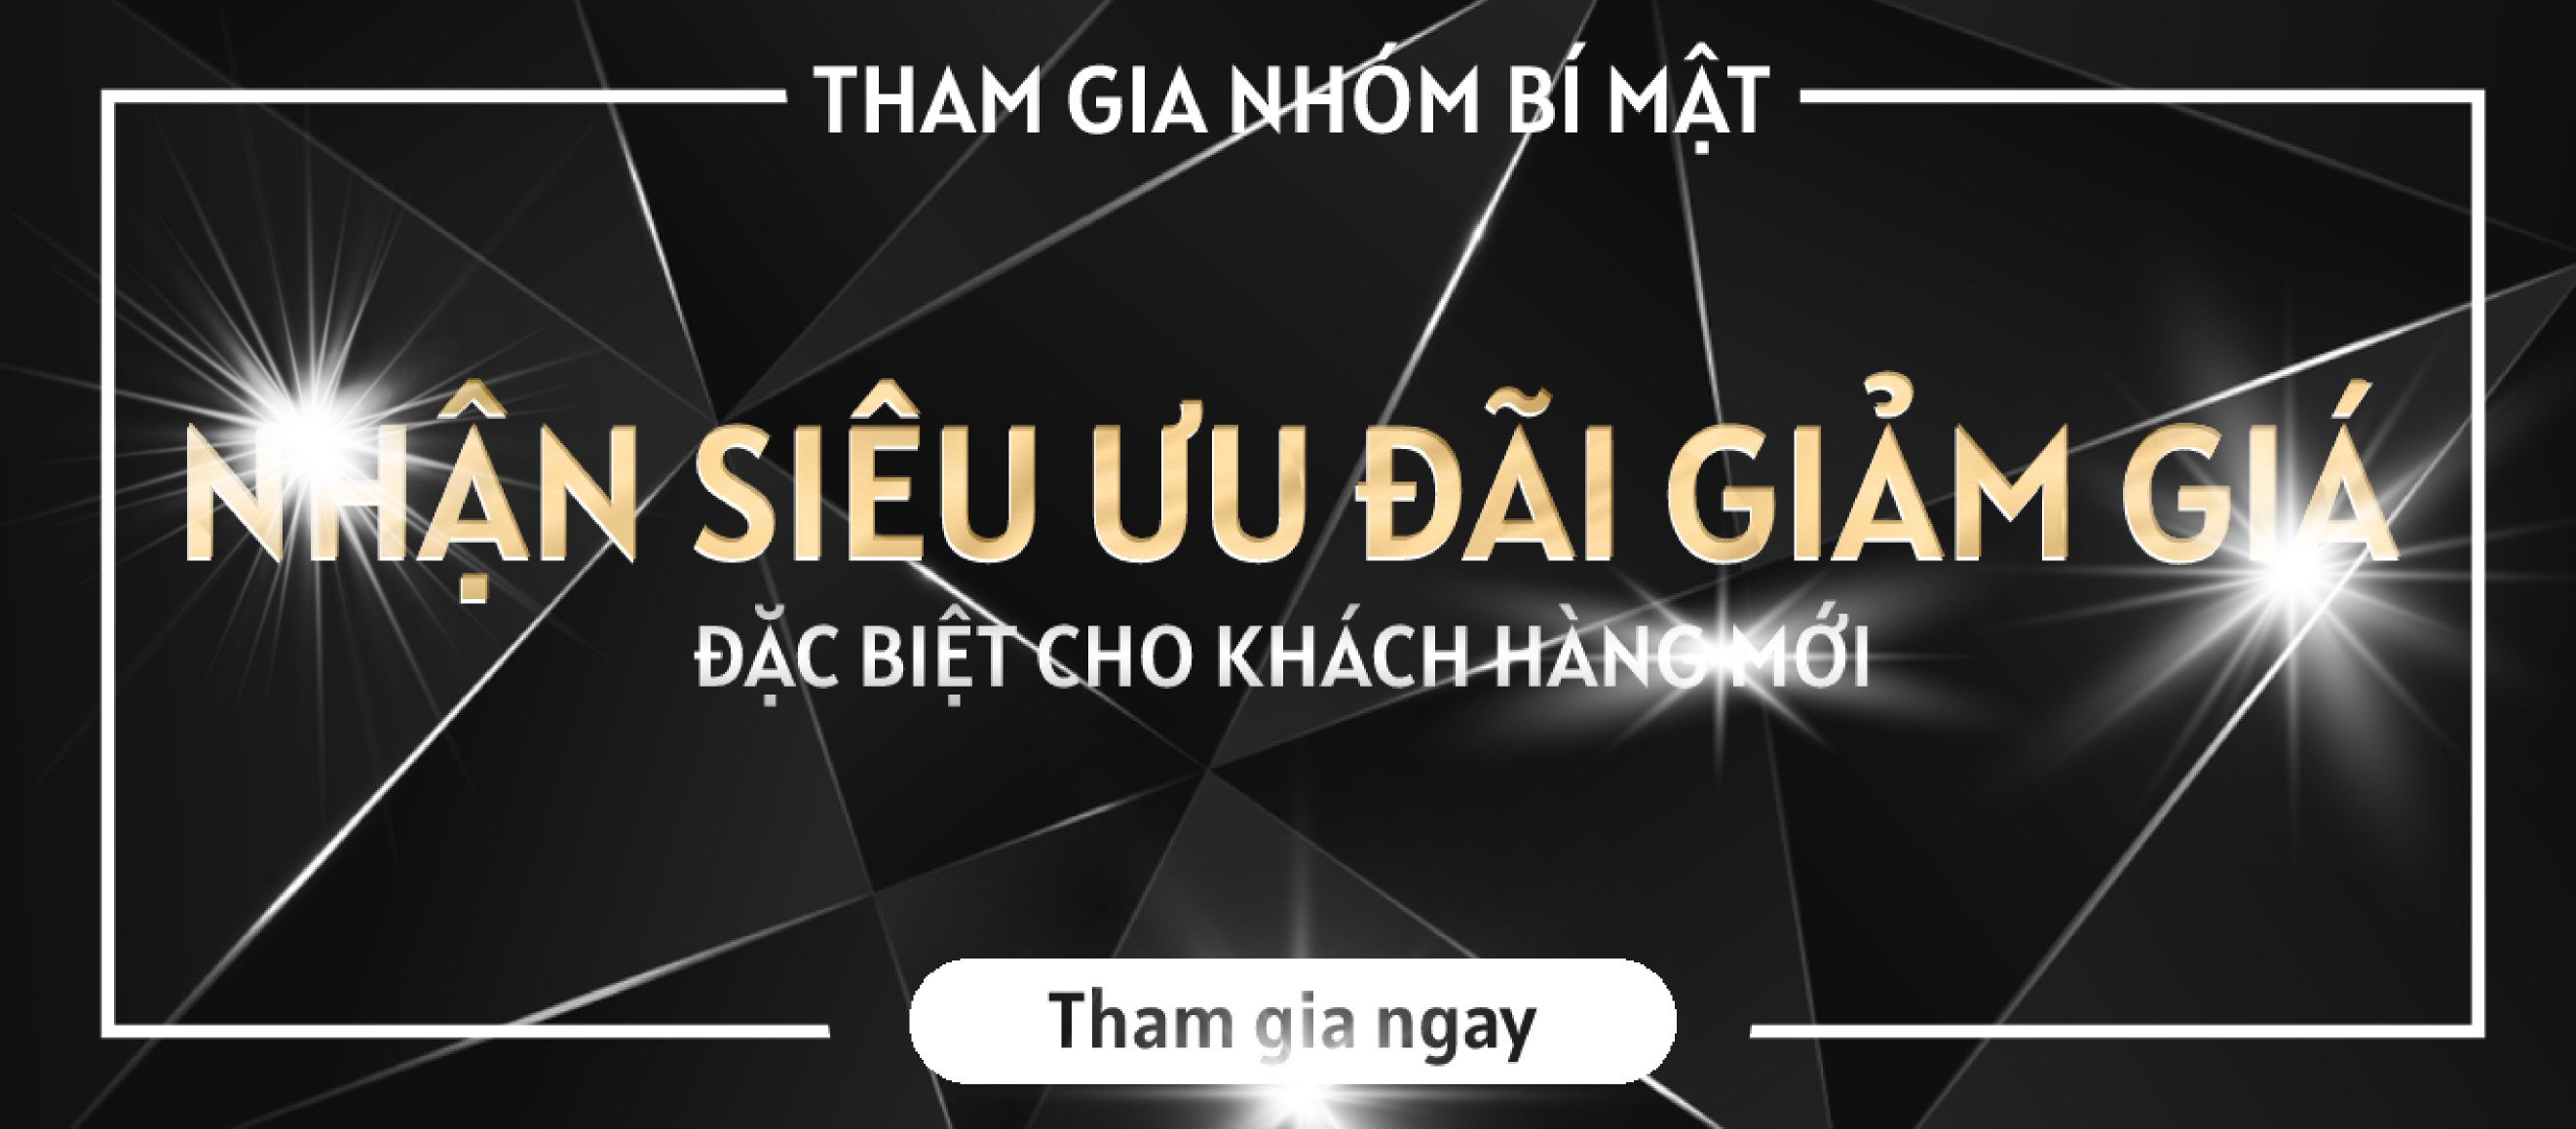 THAM GIA NHÓM BÍ MẬT
NHẬN SIÊU ƯU ĐÃI GIẢM GIÁ
ĐẶC BIỆT CHO KHÁCH HÀNG MỚI
Tham gia ngay